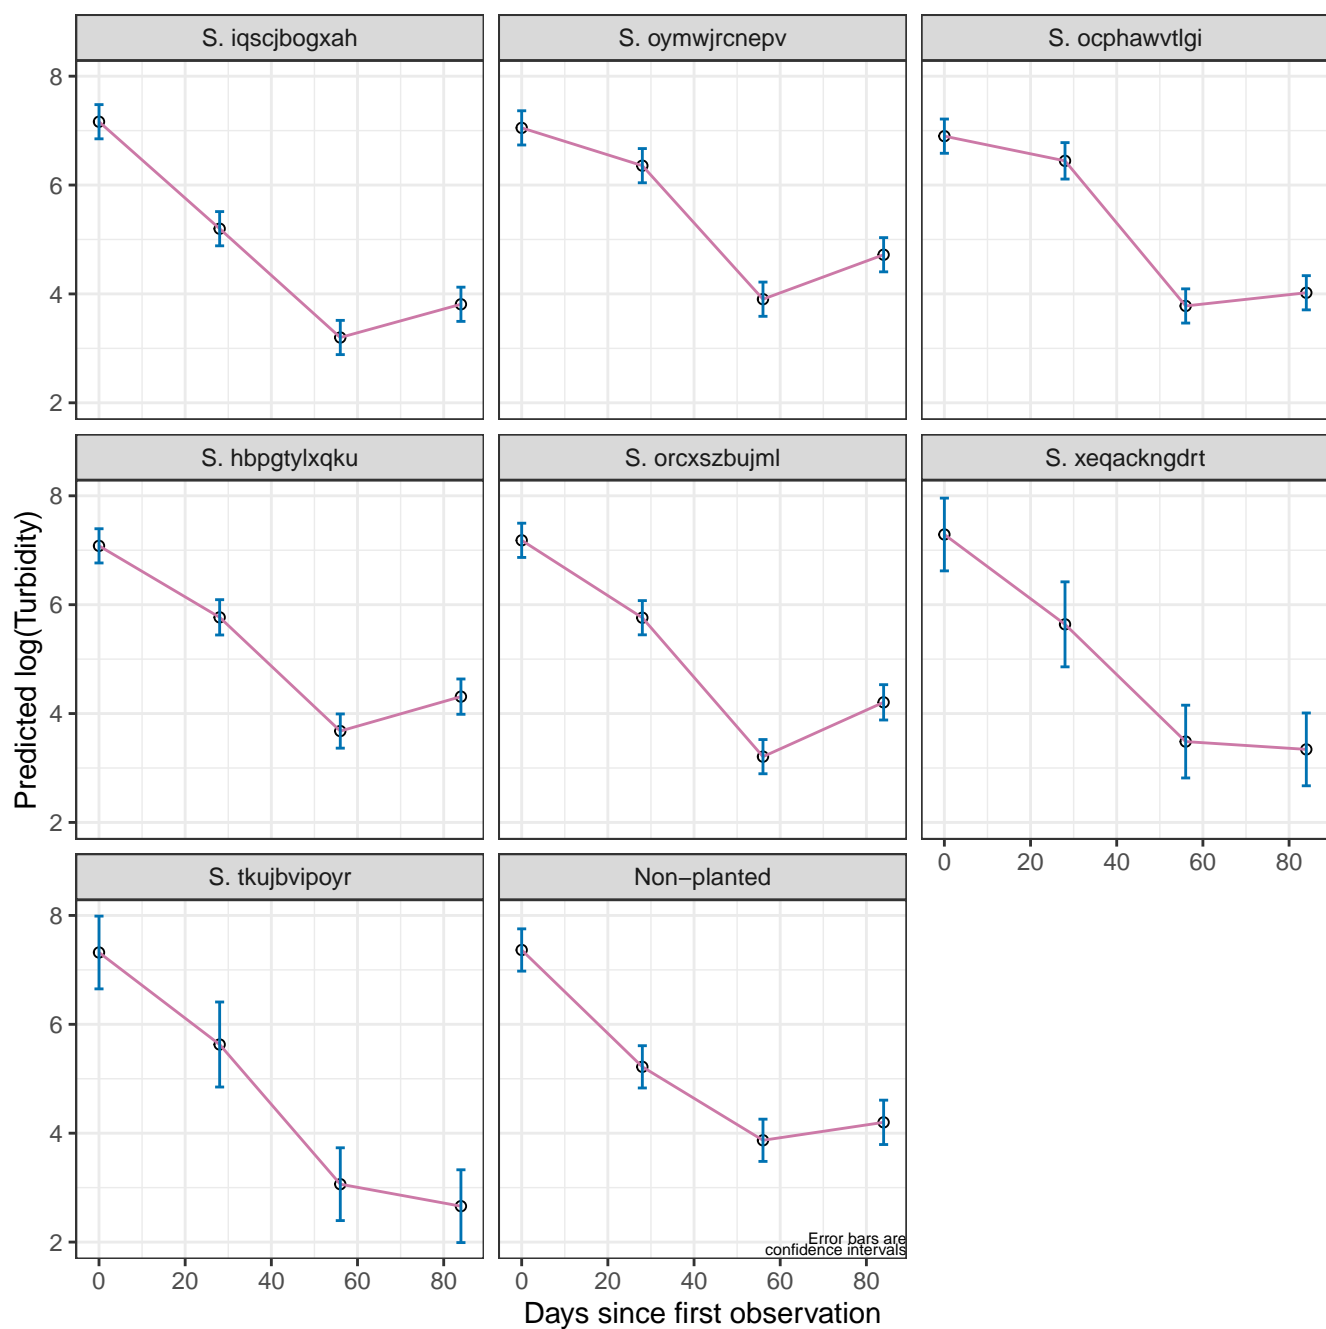 S. iqscjbogxah
S. oymwjrcnepv
S. ocphawvtlgi
8
6
4
2
S. hbpgtylxqku
S. orcxszbujml
S. xeqackngdrt
8
6
4
2
0 20 40 60 80
S. tkujbvipoyr
Non−planted
8
6
4
2
Error bars are
confidence intervals
0 20 40 60 80
0 20 40 60 80
Days since first observation
Predicted log(Turbidity)